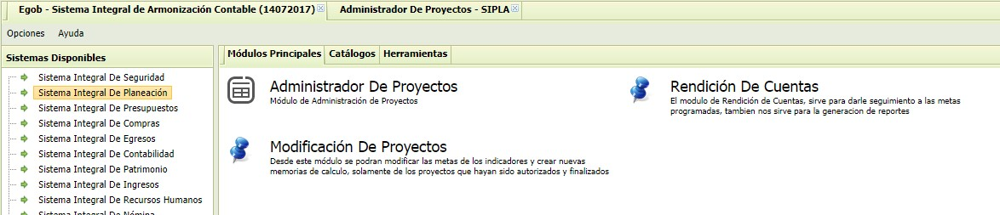 Egob - Sistema Integral de Armonización Contable (14072017)
Administrador De Proyectos - SIPLA
Opciones Ayuda
Sistemas Disponibles
Sistema Integral De Seguridad
Sistema Integral De Planeación
Sistema Integral De Presupuestos
Sistema Integral De Compras
Sistema Integral De Egresos
Sistema Integral De Contabilidad
Sistema Integral De Patrimonio
Sistema Integral De Ingresos
Sistema Integral De Recursos Humanos
Sistema Integral De Nómina
Módulos Principales Catálogos Herramientas
Administrador De Proyectos
Módulo de Administración de Proyectos
Rendición De Cuentas
El modulo de Rendición de Cuentas, sirve para darle seguimiento a las metas
programadas, tambien nos sirve para la generacion de reportes
Modificación De Proyectos
Desde este módulo se podran modificar las metas de los indicadores y crear nuevas
memorias de calculo, solamente de los proyectos que hayan sido autorizados y finalizados